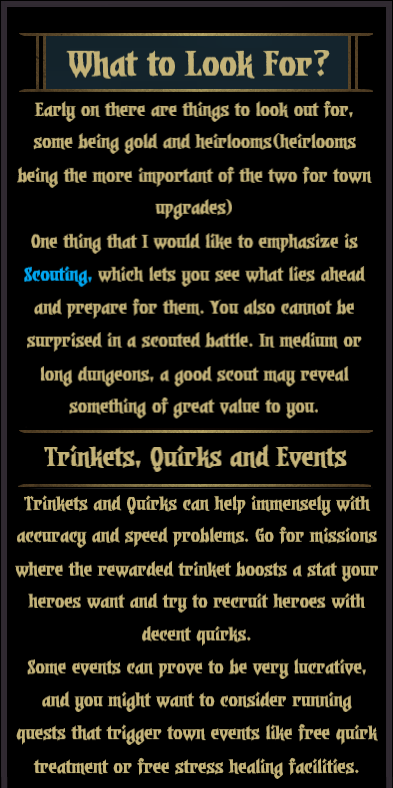 What to Look For?
Early on there are things to look out for,
some being gold and heirlooms(heirlooms
being the more important of the two for town
upgrades)
One thing that I would like to emphasize is
Scouting, which lets you see what lies ahead
and prepare for them. You also cannot be
surprised in a scouted battle. In medium or
long dungeons, a good scout may reveal
something of great value to you.
Trinkets, Quirks and Events
Trinkets and Quirks can help immensely with
accuracy and speed problems. Go for missions
where the rewarded trinket boosts a stat your
heroes want and try to recruit heroes with
decent quirks.
Some events can prove to be very lucrative,
and you might want to consider running
quests that trigger town events like free quirk
treatment or free stress healing facilities.